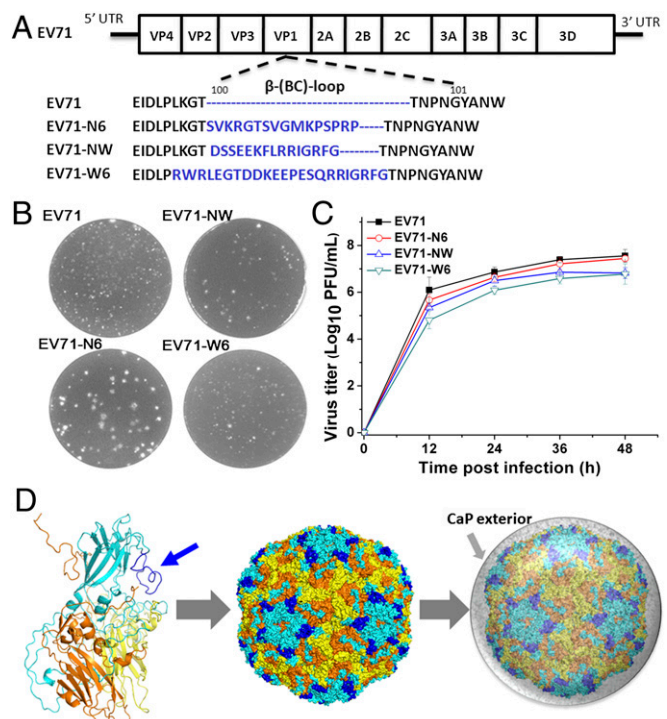 A
EV71
5′ UTR
VP4 VP2 VP3 VP1 2A 2B 2C 3A 3B 3C 3D
3′ UTR
100
β-(BC)-loop
101
EV71 EIDLPLKGT---------------------------------------TNPNGYANW
EV71-N6 EIDLPLKGTSVKRGTSVGMKPSPRP-----TNPNGYANW
EV71-NW EIDLPLKGT DSSEEKFLRRIGRFG--------TNPNGYANW
EV71-W6 EIDLPRWRLEGTDDKEEPESQRRIGRFGTNPNGYANW
B
EV71
EV71-NW
EV71-N6
EV71-W6
C
EV71
EV71-N6
EV71-NW
EV71-W6
Virus titer (Log10 PFU/mL)
8
6
4
2
0
0 12 24 36 48
Time post infection (h)
D
CaP exterior